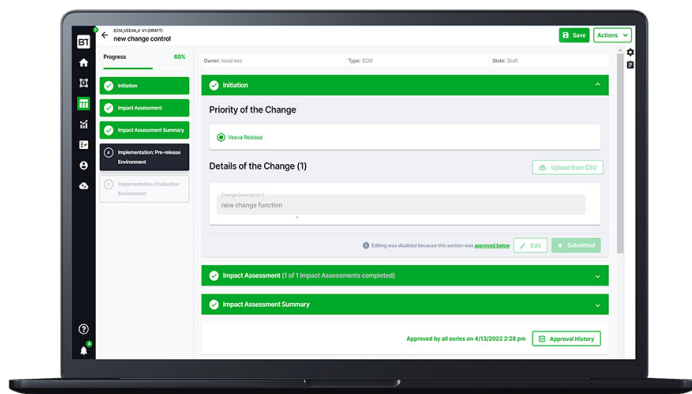 ECM_VEEVA_4 V1 (DRAFT)
new change control
Save
Actions
BT
Progress 60%
Owner: kosal keo Type: ECM State: Draft
Initiation
Impact Assessment
Impact Assessment Summary
4 Implementation: Pre-release
Environment
5 Implementation: Production
Environment
Initiation
Priority of the Change
Veeva Release
Details of the Change (1)
Upload from CSV
Change Description 1
new change function
Editing was disabled because this section was approved below
Edit
Submitted
Impact Assessment (1 of 1 Impact Assessments completed)
Impact Assessment Summary
Approved by all series on 4/13/2022 2:28 pm
Approval History